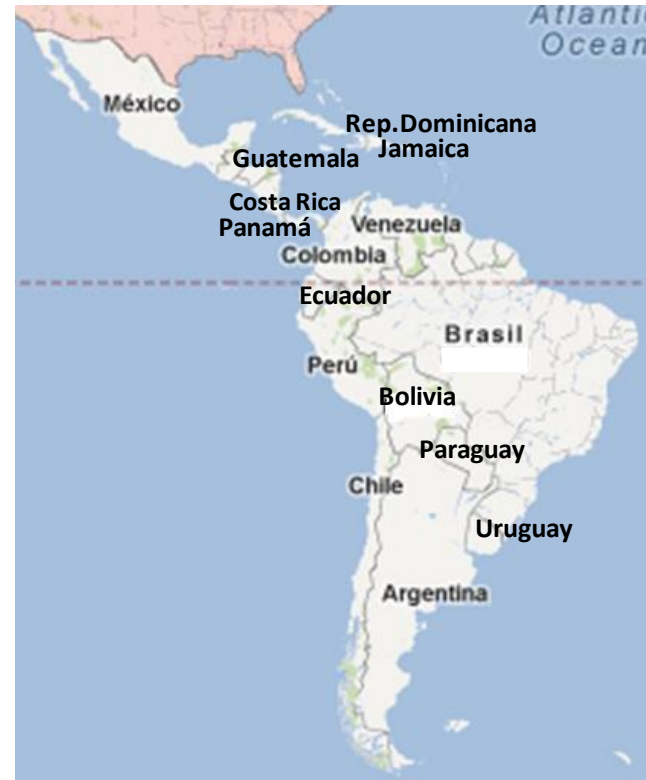 Atlantic
Ocean
México
Rep.Dominicana
Jamaica
Guatemala
Costa Rica
Panamá
Venezuela
Colombia
Ecuador
Brasil
Perú
Bolivia
Paraguay
Chile
Uruguay
Argentina